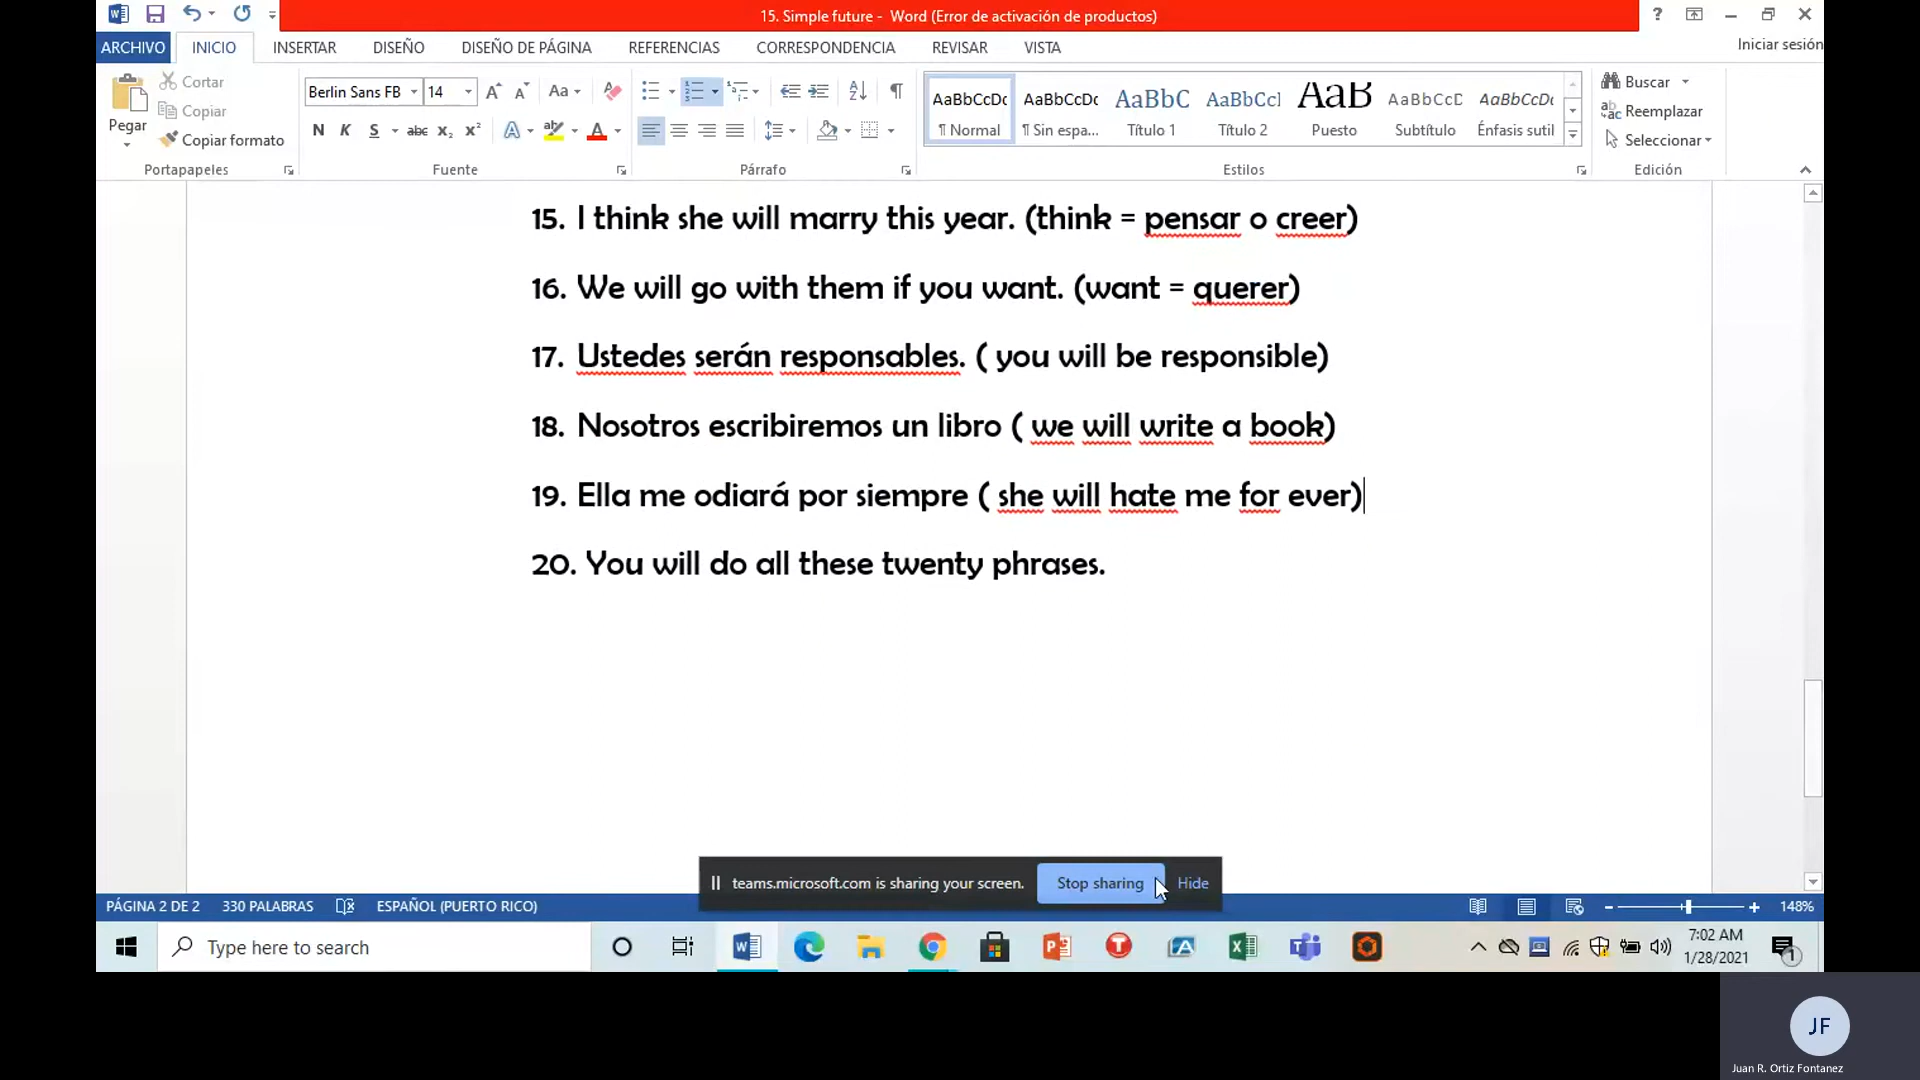 15. Simple future - Word (Error de activación de productos)
?
ARCHIVO INICIO INSERTAR DISEÑO DISEÑO DE PÁGINA REFERENCIAS CORRESPONDENCIA REVISAR VISTA Iniciar sesión
Pegar
Cortar
Copiar
Copiar formato
Portapapeles
Berlin Sans FB 14
N K S abc x₂ x²
Fuente
Párrafo
AaBbCcDc AaBbCcDc AaBbC AaBbCcI AaB AaBbCcD AaBbCcDc
¶ Normal ¶ Sin espa... Título 1 Título 2 Puesto Subtítulo Énfasis sutil
Estilos
Buscar
Reemplazar
Seleccionar
Edición
15. I think she will marry this year. (think = pensar o creer)
16. We will go with them if you want. (want = querer)
17. Ustedes serán responsables. ( you will be responsible)
18. Nosotros escribiremos un libro ( we will write a book)
19. Ella me odiará por siempre ( she will hate me for ever)
20. You will do all these twenty phrases.
teams.microsoft.com is sharing your screen. Stop sharing Hide
PÁGINA 2 DE 2 330 PALABRAS ESPAÑOL (PUERTO RICO) 148%
Type here to search
7:02 AM
1/28/2021
1
JF
Juan R. Ortiz Fontanez